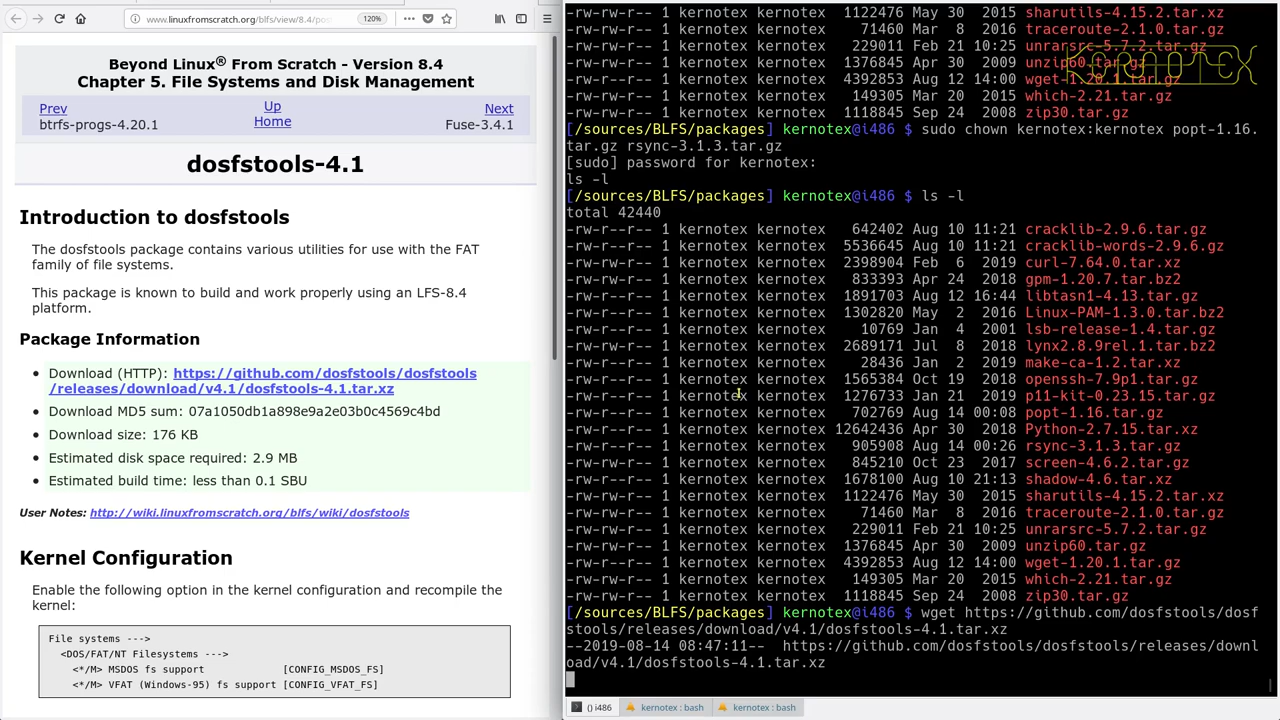 www.linuxfromscratch.org/blfs/view/8.4/pos
120%
Beyond Linux® From Scratch - Version 8.4
Chapter 5. File Systems and Disk Management
Prev
Up
Next
btrfs-progs-4.20.1
Home
Fuse-3.4.1
dosfstools-4.1
Introduction to dosfstools
The dosfstools package contains various utilities for use with the FAT
family of file systems.
This package is known to build and work properly using an LFS-8.4
platform.
Package Information
Download (HTTP): https://github.com/dosfstools/dosfstools
/releases/download/v4.1/dosfstools-4.1.tar.xz
Download MD5 sum: 07a1050db1a898e9a2e03b0c4569c4bd
Download size: 176 KB
Estimated disk space required: 2.9 MB
Estimated build time: less than 0.1 SBU
User Notes: http://wiki.linuxfromscratch.org/blfs/wiki/dosfstools
Kernel Configuration
Enable the following option in the kernel configuration and recompile the
kernel:
File systems --->
<DOS/FAT/NT Filesystems --->
<*/M> MSDOS fs support [CONFIG_MSDOS_FS]
<*/M> VFAT (Windows-95) fs support [CONFIG_VFAT_FS]
-rw-rw-r-- 1 kernotex kernotex 1122476 May 30 2015 sharutils-4.15.2.tar.xz
-rw-rw-r-- 1 kernotex kernotex 71460 Mar 8 2016 traceroute-2.1.0.tar.gz
-rw-rw-r-- 1 kernotex kernotex 229011 Feb 21 10:25 unrarsrc-5.7.2.tar.gz
-rw-rw-r-- 1 kernotex kernotex 1376845 Apr 30 2009 unzip60.tar.gz
-rw-rw-r-- 1 kernotex kernotex 4392853 Aug 12 14:00 wget-1.20.1.tar.gz
-rw-rw-r-- 1 kernotex kernotex 149305 Mar 20 2015 which-2.21.tar.gz
-rw-rw-r-- 1 kernotex kernotex 1118845 Sep 24 2008 zip30.tar.gz
KERNOTEX
[/sources/BLFS/packages] kernotex@i486 $ sudo chown kernotex:kernotex popt-1.16.
tar.gz rsync-3.1.3.tar.gz
[sudo] password for kernotex:
ls -l
[/sources/BLFS/packages] kernotex@i486 $ ls -l
total 42440
-rw-rw-r-- 1 kernotex kernotex 642402 Aug 10 11:21 cracklib-2.9.6.tar.gz
-rw-rw-r-- 1 kernotex kernotex 5536645 Aug 10 11:21 cracklib-words-2.9.6.gz
-rw-rw-r-- 1 kernotex kernotex 2398904 Feb 6 2019 curl-7.64.0.tar.xz
-rw-rw-r-- 1 kernotex kernotex 833393 Apr 24 2018 gpm-1.20.7.tar.bz2
-rw-rw-r-- 1 kernotex kernotex 1891703 Aug 12 16:44 libtasn1-4.13.tar.gz
-rw-rw-r-- 1 kernotex kernotex 1302820 May 2 2016 Linux-PAM-1.3.0.tar.bz2
-rw-rw-r-- 1 kernotex kernotex 10769 Jan 4 2001 lsb-release-1.4.tar.gz
-rw-rw-r-- 1 kernotex kernotex 2689171 Jul 8 2018 lynx2.8.9rel.1.tar.bz2
-rw-rw-r-- 1 kernotex kernotex 28436 Jan 2 2019 make-ca-1.2.tar.xz
-rw-rw-r-- 1 kernotex kernotex 1565384 Oct 19 2018 openssh-7.9p1.tar.gz
-rw-rw-r-- 1 kernotex kernotex 1276733 Jan 21 2019 p11-kit-0.23.15.tar.gz
-rw-r--r-- 1 kernotex kernotex 702769 Aug 14 00:08 popt-1.16.tar.gz
-rw-rw-r-- 1 kernotex kernotex 12642436 Apr 30 2018 Python-2.7.15.tar.xz
-rw-r--r-- 1 kernotex kernotex 905908 Aug 14 00:26 rsync-3.1.3.tar.gz
-rw-rw-r-- 1 kernotex kernotex 845210 Oct 23 2017 screen-4.6.2.tar.gz
-rw-rw-r-- 1 kernotex kernotex 1678100 Aug 10 21:13 shadow-4.6.tar.xz
-rw-rw-r-- 1 kernotex kernotex 1122476 May 30 2015 sharutils-4.15.2.tar.xz
-rw-rw-r-- 1 kernotex kernotex 71460 Mar 8 2016 traceroute-2.1.0.tar.gz
-rw-rw-r-- 1 kernotex kernotex 229011 Feb 21 10:25 unrarsrc-5.7.2.tar.gz
-rw-rw-r-- 1 kernotex kernotex 1376845 Apr 30 2009 unzip60.tar.gz
-rw-rw-r-- 1 kernotex kernotex 4392853 Aug 12 14:00 wget-1.20.1.tar.gz
-rw-rw-r-- 1 kernotex kernotex 149305 Mar 20 2015 which-2.21.tar.gz
-rw-rw-r-- 1 kernotex kernotex 1118845 Sep 24 2008 zip30.tar.gz
[/sources/BLFS/packages] kernotex@i486 $ wget https://github.com/dosfstools/dosf
stools/releases/download/v4.1/dosfstools-4.1.tar.xz
--2019-08-14 08:47:11-- https://github.com/dosfstools/dosfstools/releases/downl
oad/v4.1/dosfstools-4.1.tar.xz
() i486
kernotex : bash
kernotex : bash